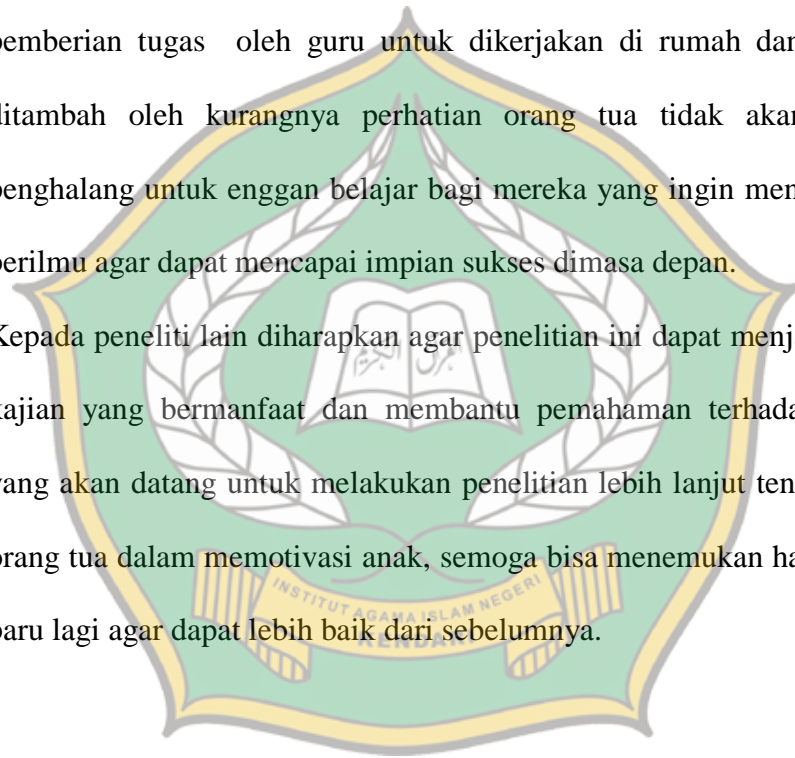 pemberian tugas oleh guru untuk dikerjakan di rumah dan
ditambah oleh kurangnya perhatian orang tua tidak akan
penghalang untuk enggan belajar bagi mereka yang ingin men
berilmu agar dapat mencapai impian sukses dimasa depan.
Kepada peneliti lain diharapkan agar penelitian ini dapat menj
kajian yang bermanfaat dan membantu pemahaman terhada
yang akan datang untuk melakukan penelitian lebih lanjut ten
orang tua dalam memotivasi anak, semoga bisa menemukan ha
baru lagi agar dapat lebih baik dari sebelumnya.
القرآن الكريم
INSTITUT AGAMA ISLAM NEGERI
KENDARI